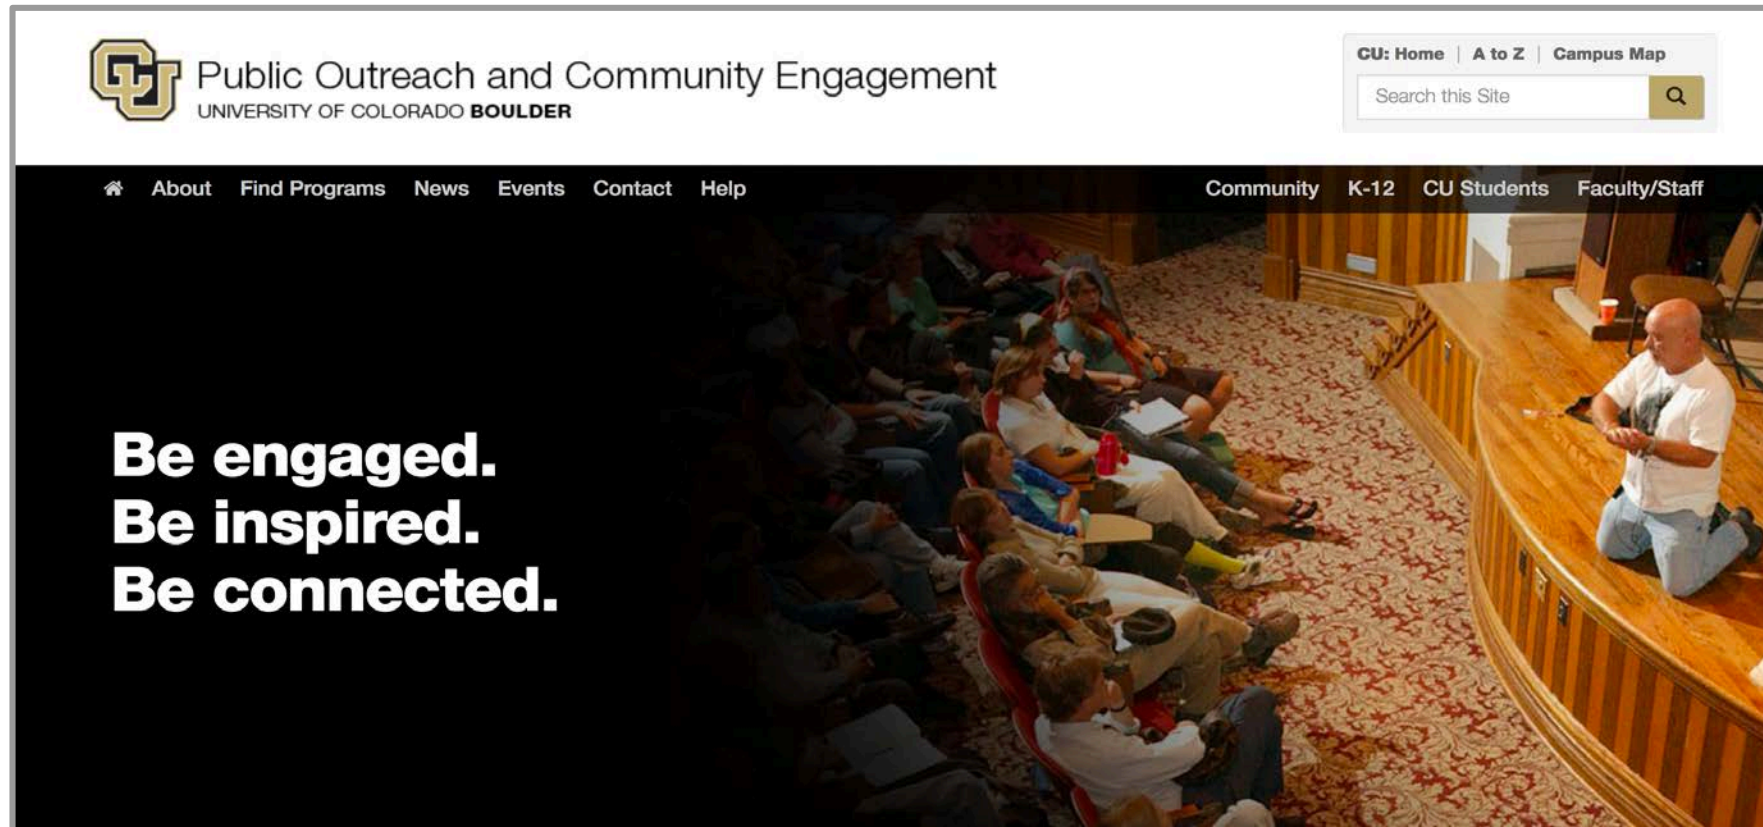 CU
Public Outreach and Community Engagement
UNIVERSITY OF COLORADO BOULDER
CU: Home | A to Z | Campus Map
Search this Site
About Find Programs News Events Contact Help
Community K-12 CU Students Faculty/Staff
Be engaged.
Be inspired.
Be connected.